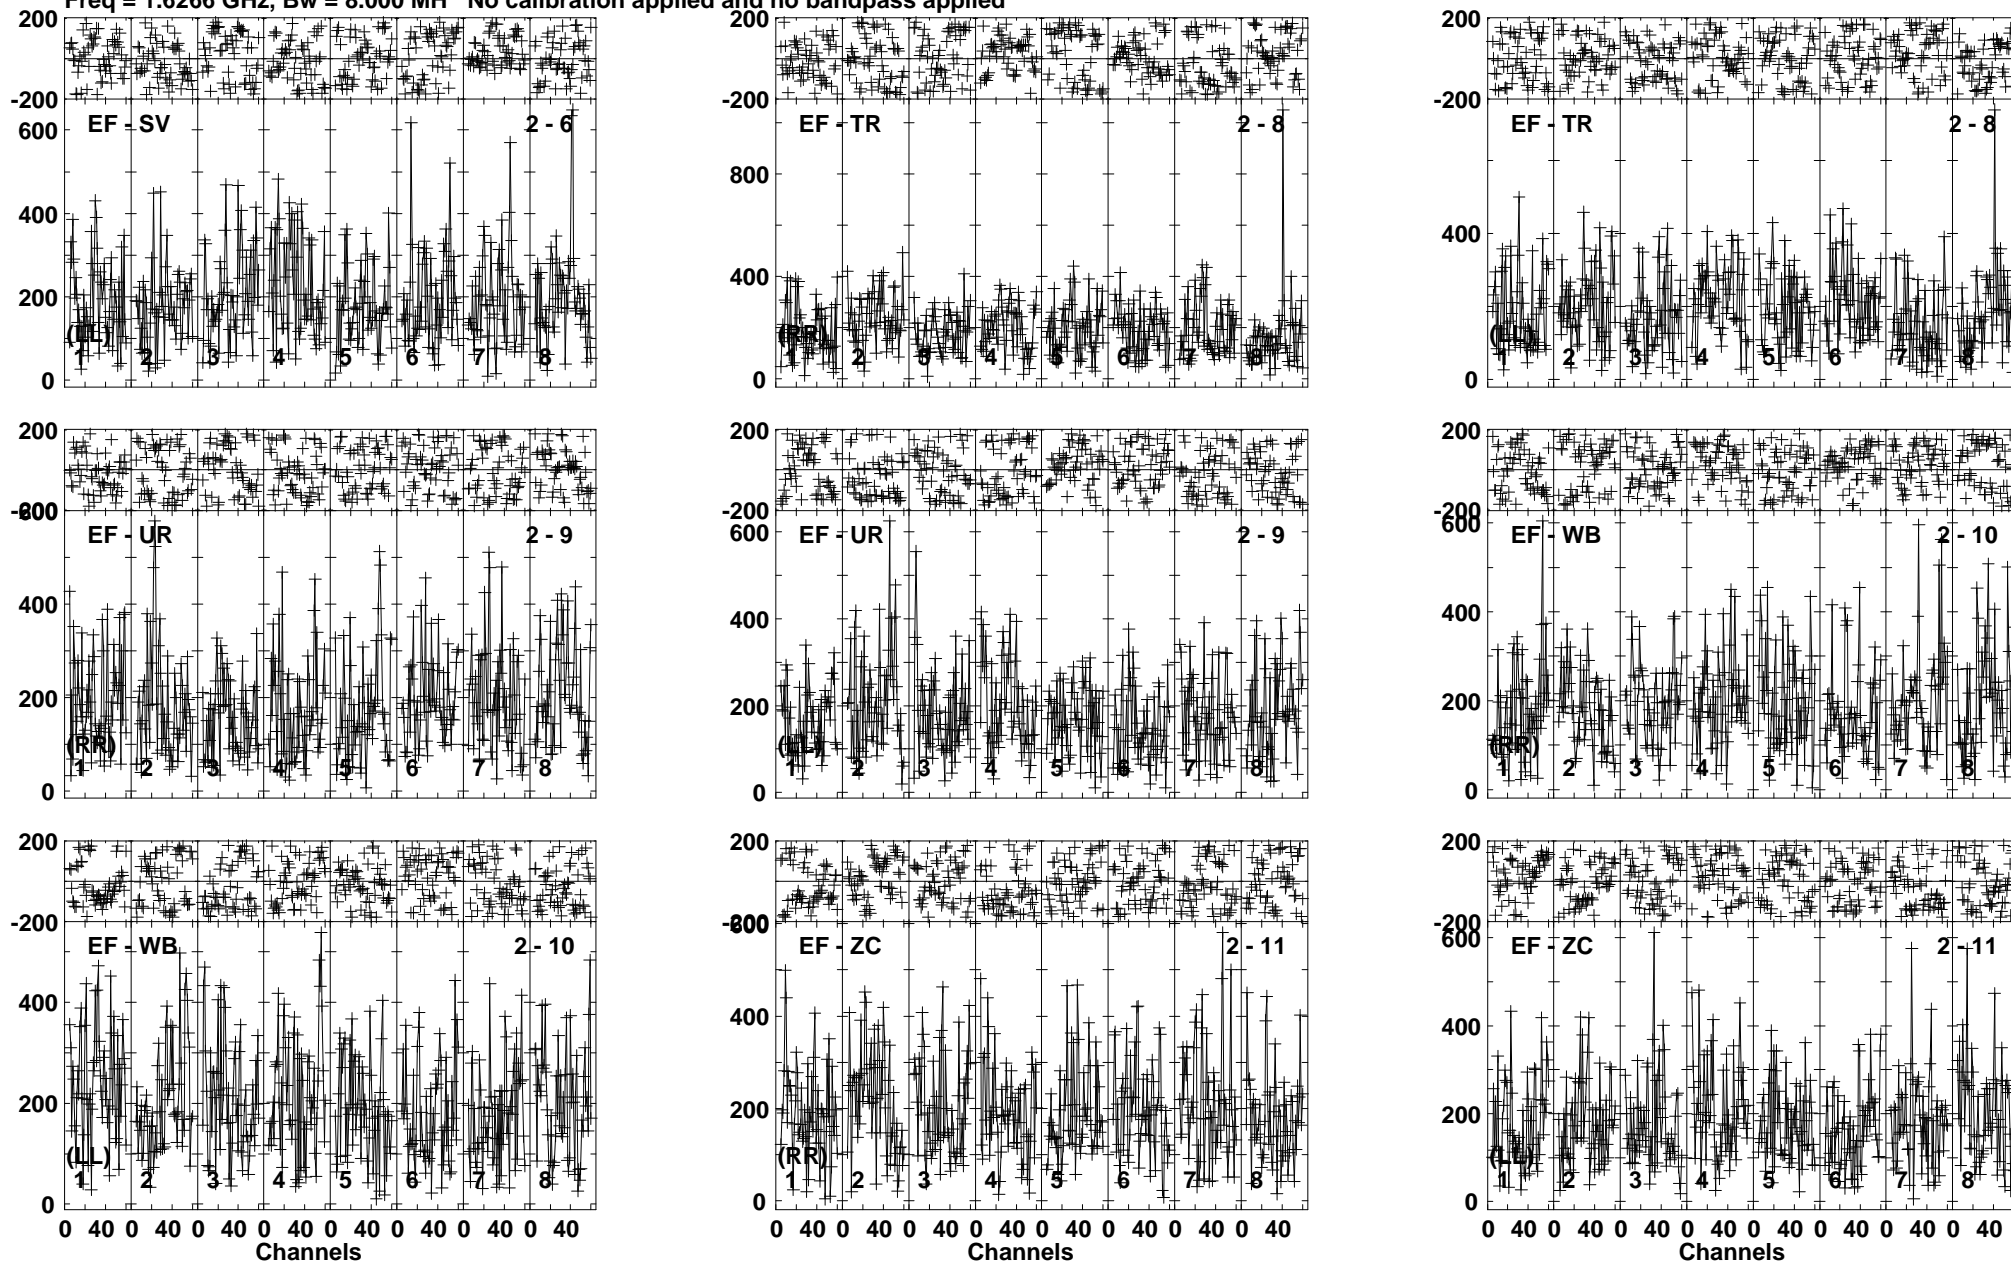 Freq = 1.6266 GHz, Bw = 8.000 MH No calibration applied and no bandpass applied
200 200 200
-200 -200 -200
EF - SV 2 - 6 EF - TR 2 - 8 EF - TR 2 - 8
600
800
400 400 400
200
(LL) (RR) (LL)
1 2 3 4 5 6 7 8 1 2 3 4 5 6 7 8 1 2 3 4 5 6 7 8
0 0 0
200 200 200
-200 -200 -200
600 600 600
EF - UR 2 - 9 EF - UR 2 - 9 EF - WB 2 - 10
400 400 400
200 200 200
(RR) (LL) (RR)
1 2 3 4 5 6 7 8 1 2 3 4 5 6 7 8 1 2 3 4 5 6 7 8
0 0 0
200 200 200
-200 -200 -200
600 600
EF - WB 2 - 10 EF - ZC 2 - 11 EF - ZC 2 - 11
400 400 400
200 200 200
(LL) (RR) (LL)
1 2 3 4 5 6 7 8 1 2 3 4 5 6 7 8 1 2 3 4 5 6 7 8
0 0 0
0 40 0 40 0 40 0 40 0 40 0 40 0 40 0 40 0 40 0 40 0 40 0 40 0 40 0 40 0 40 0 40 0 40 0 40 0 40 0 40 0 40 0 40 0 40 0 40
Channels Channels Channels